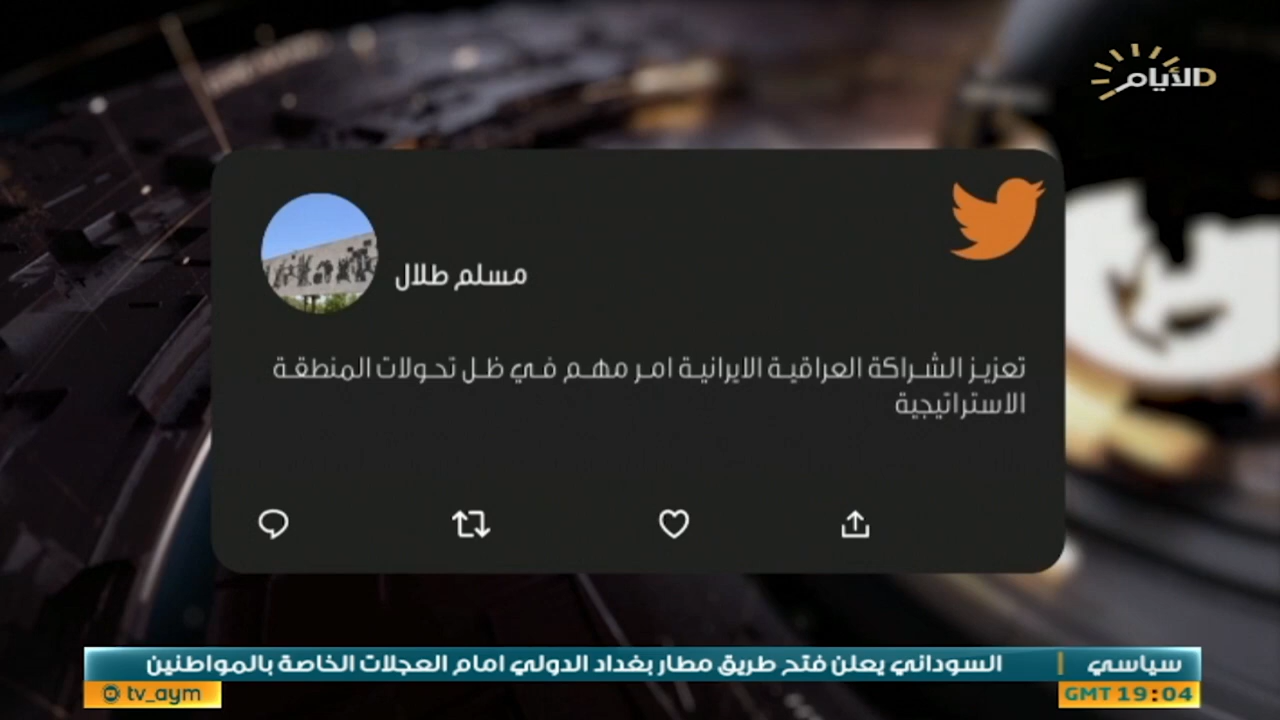 الأيام
مسلم طلال
تعزيز الشراكة العراقية الايرانية امر مهم في ظل تحولات المنطقة
الاستراتيجية
سياسي | السوداني يعلن فتح طريق مطار بغداد الدولي امام العجلات الخاصة بالمواطنين
GMT 19:04
tv_aym